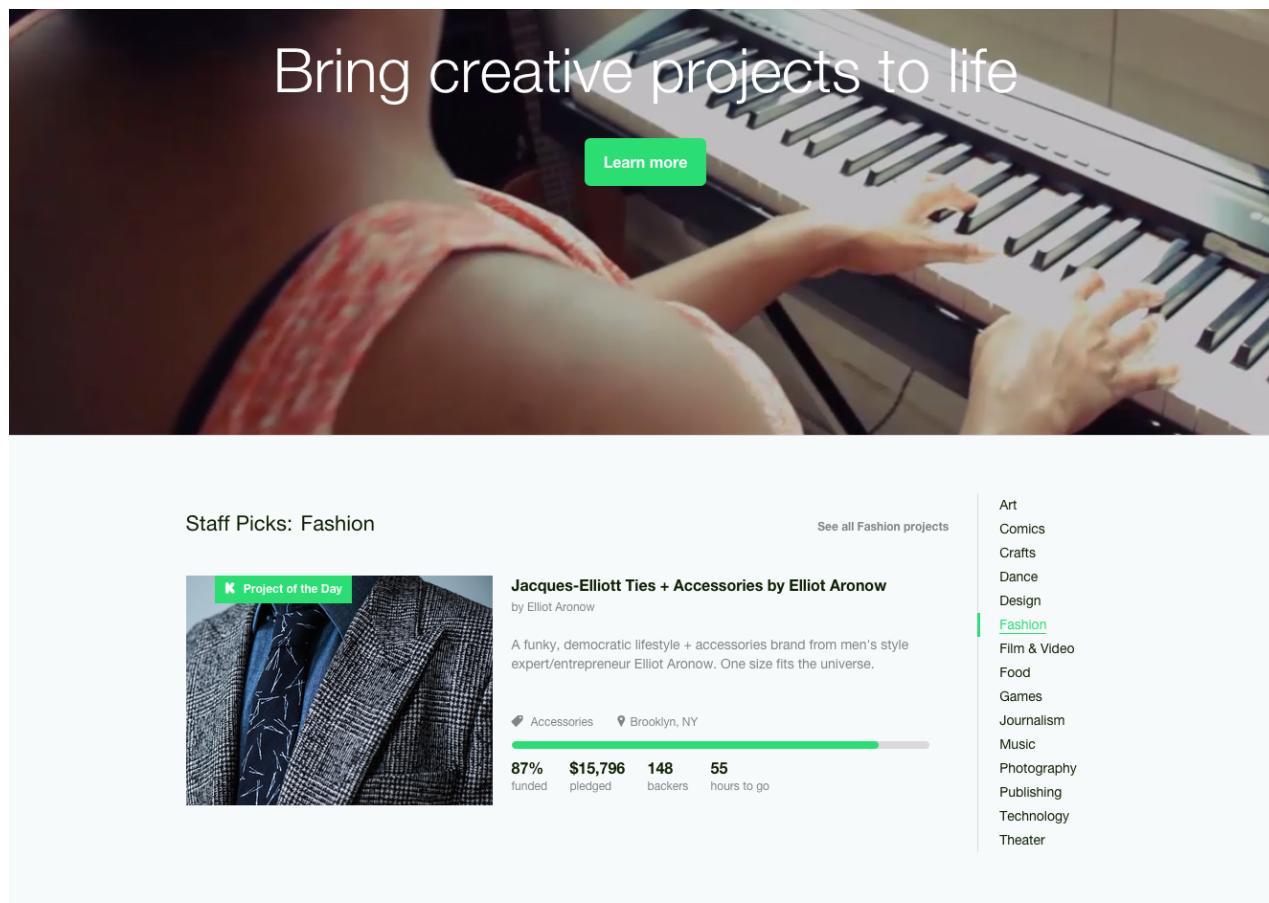 Bring creative projects to life
Learn more
Staff Picks: Fashion
See all Fashion projects
Project of the Day
Jacques-Elliott Ties + Accessories by Elliot Aronow
by Elliot Aronow
A funky, democratic lifestyle + accessories brand from men's style
expert/entrepreneur Elliot Aronow. One size fits the universe.
Accessories
Brooklyn, NY
87%
funded
$15,796
pledged
148
backers
55
hours to go
Art
Comics
Crafts
Dance
Design
Fashion
Film & Video
Food
Games
Journalism
Music
Photography
Publishing
Technology
Theater